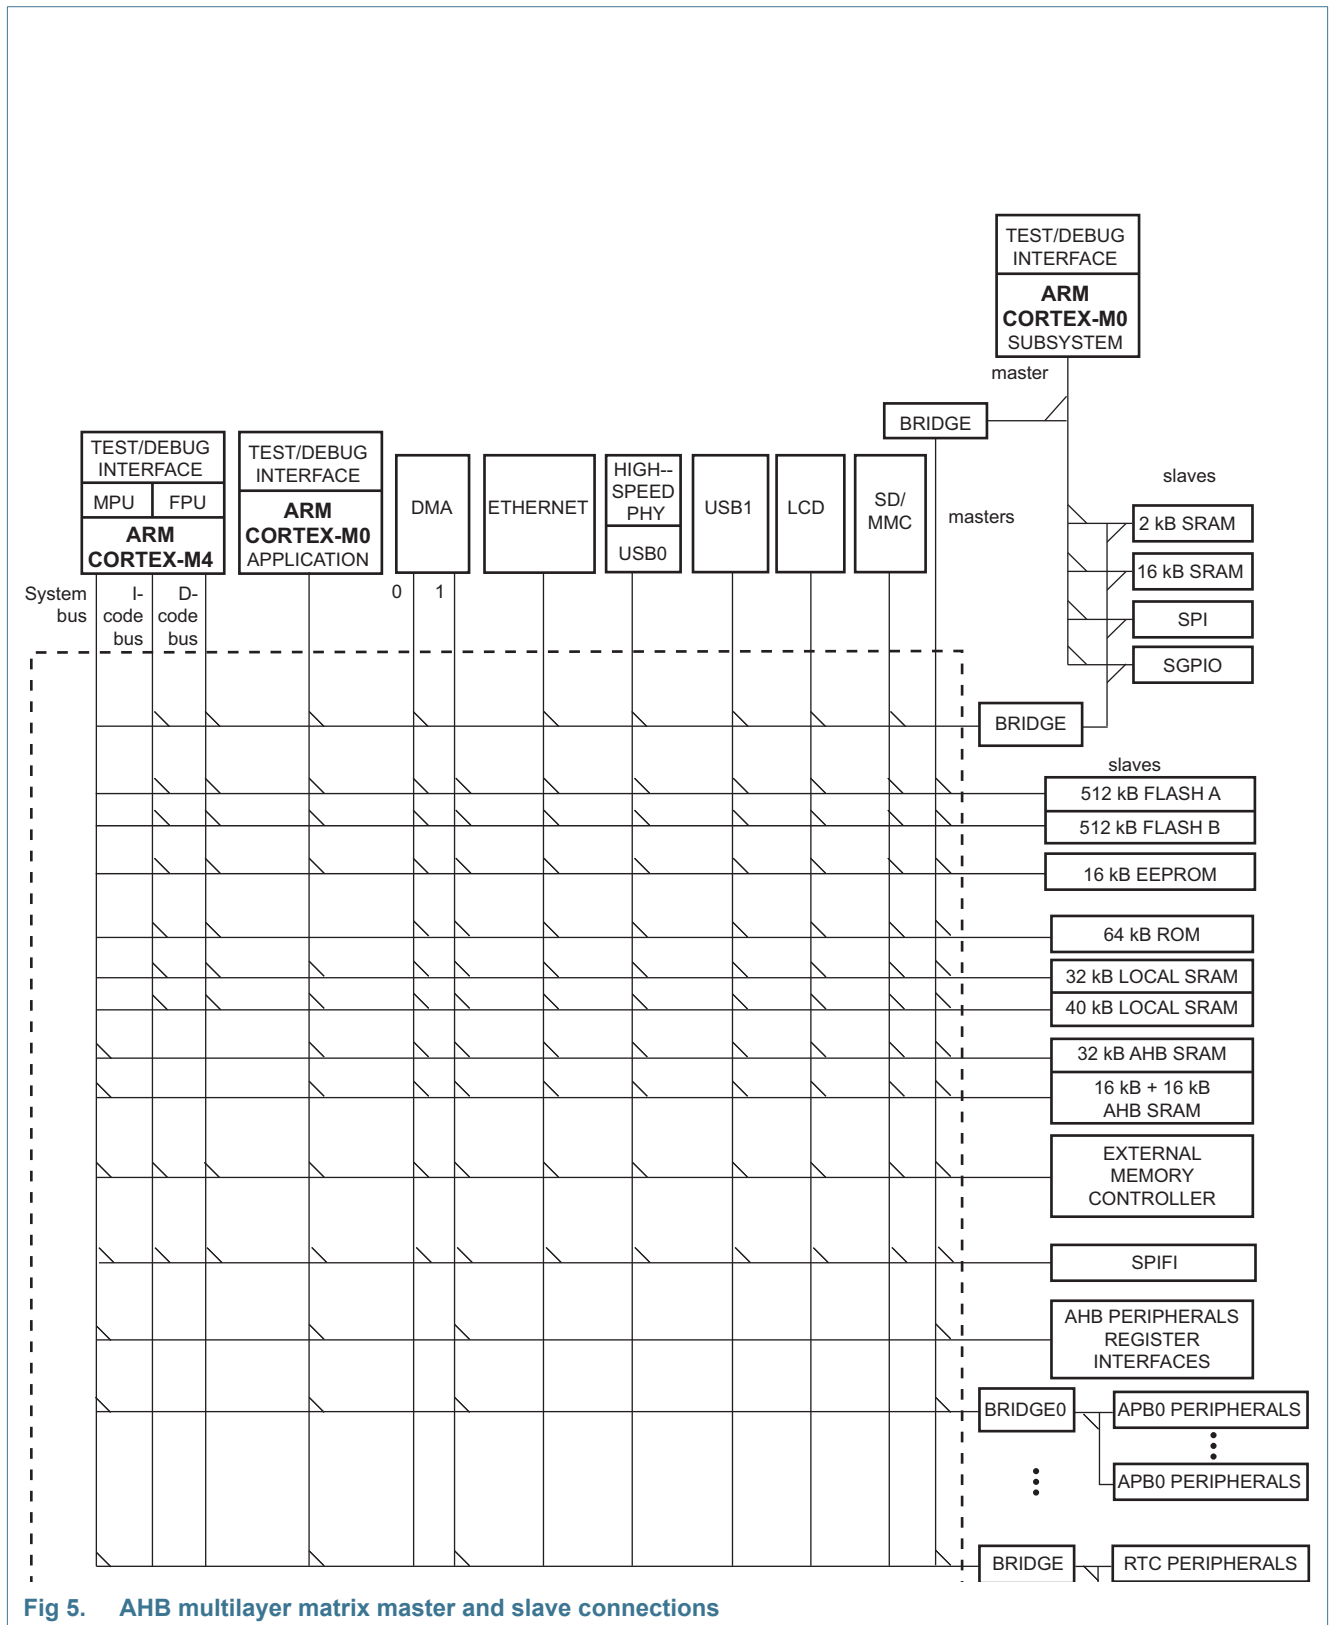 TEST/DEBUG
INTERFACE
ARM
CORTEX-M0
SUBSYSTEM
master
BRIDGE
TEST/DEBUG
INTERFACE
MPU
FPU
ARM
CORTEX-M4
TEST/DEBUG
INTERFACE
ARM
CORTEX-M0
APPLICATION
DMA
ETHERNET
HIGH--
SPEED
PHY
USB0
USB1
LCD
SD/
MMC
masters
slaves
2 kB SRAM
16 kB SRAM
SPI
SGPIO
System
bus
I-
code
bus
D-
code
bus
0
1
BRIDGE
slaves
512 kB FLASH A
512 kB FLASH B
16 kB EEPROM
64 kB ROM
32 kB LOCAL SRAM
40 kB LOCAL SRAM
32 kB AHB SRAM
16 kB + 16 kB
AHB SRAM
EXTERNAL
MEMORY
CONTROLLER
SPIFI
AHB PERIPHERALS
REGISTER
INTERFACES
BRIDGE0
APB0 PERIPHERALS
APB0 PERIPHERALS
BRIDGE
RTC PERIPHERALS
Fig 5. AHB multilayer matrix master and slave connections